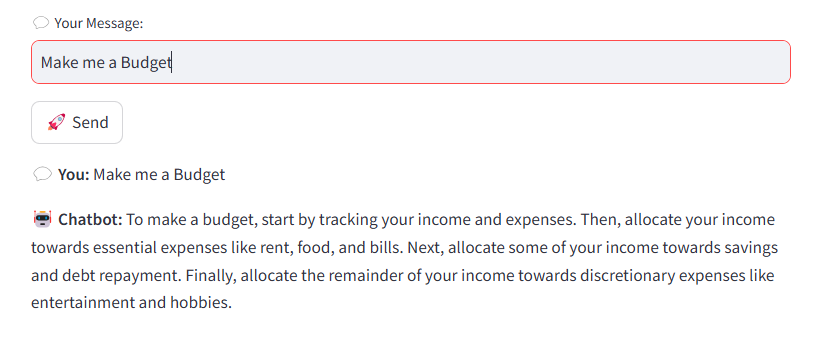 💬 Your Message:
Make me a Budget
🚀 Send
💬 You: Make me a Budget
🤖 Chatbot: To make a budget, start by tracking your income and expenses. Then, allocate your income
towards essential expenses like rent, food, and bills. Next, allocate some of your income towards savings
and debt repayment. Finally, allocate the remainder of your income towards discretionary expenses like
entertainment and hobbies.